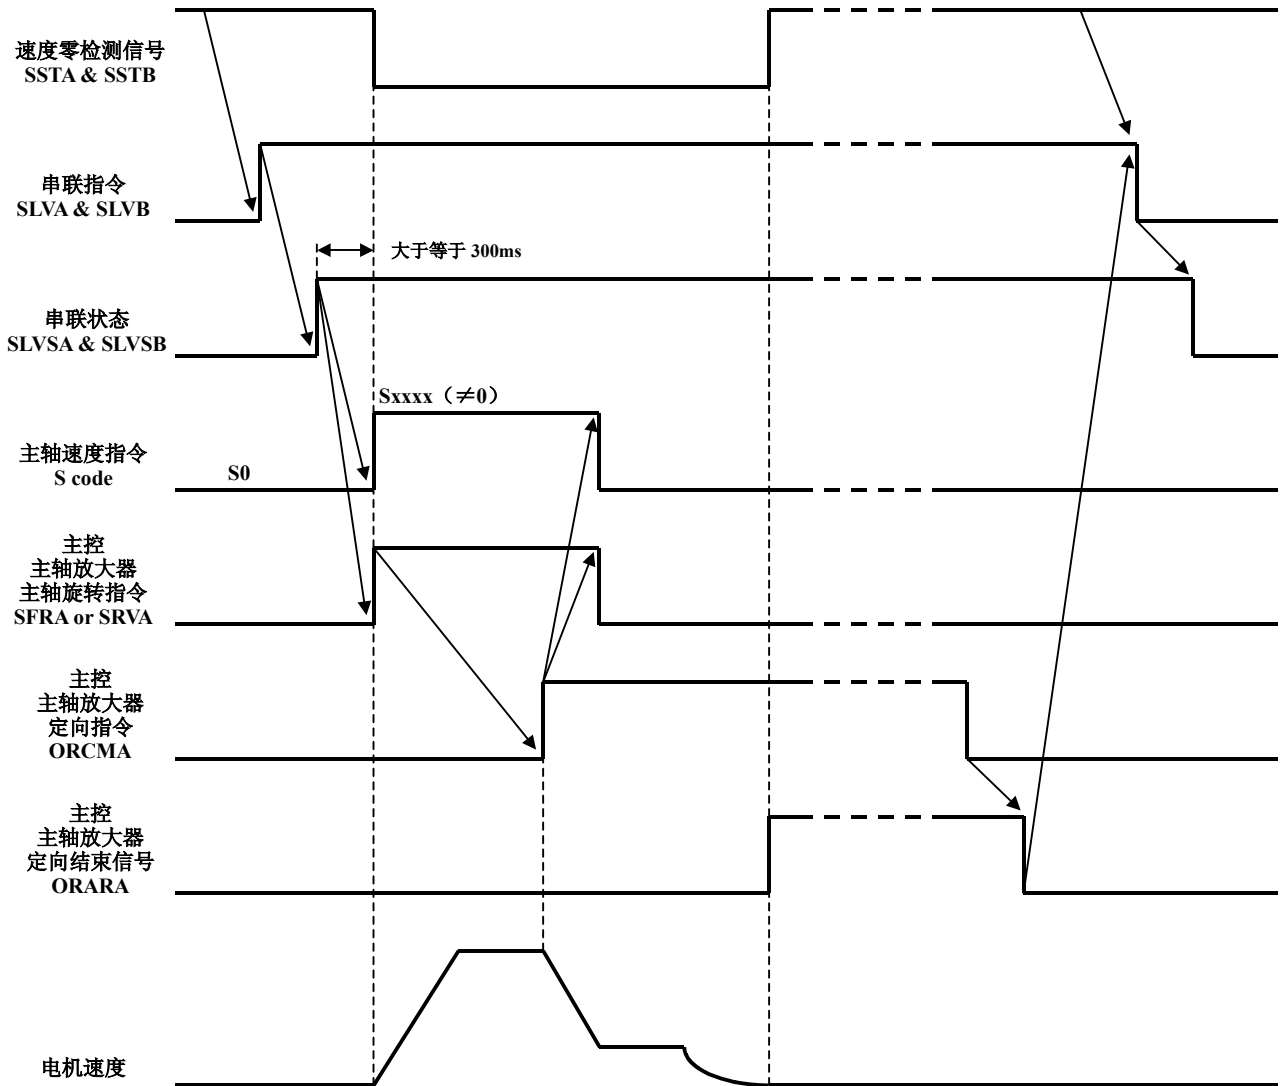 速度零检测信号
SSTA & SSTB
串联指令
SLVA & SLVB
大于等于 300ms
串联状态
SLVSA & SLVSB
Sxxxx（≠0）
主轴速度指令
S code
S0
主控
主轴放大器
主轴旋转指令
SFRA or SRVA
主控
主轴放大器
定向指令
ORCMA
主控
主轴放大器
定向结束信号
ORARA
电机速度